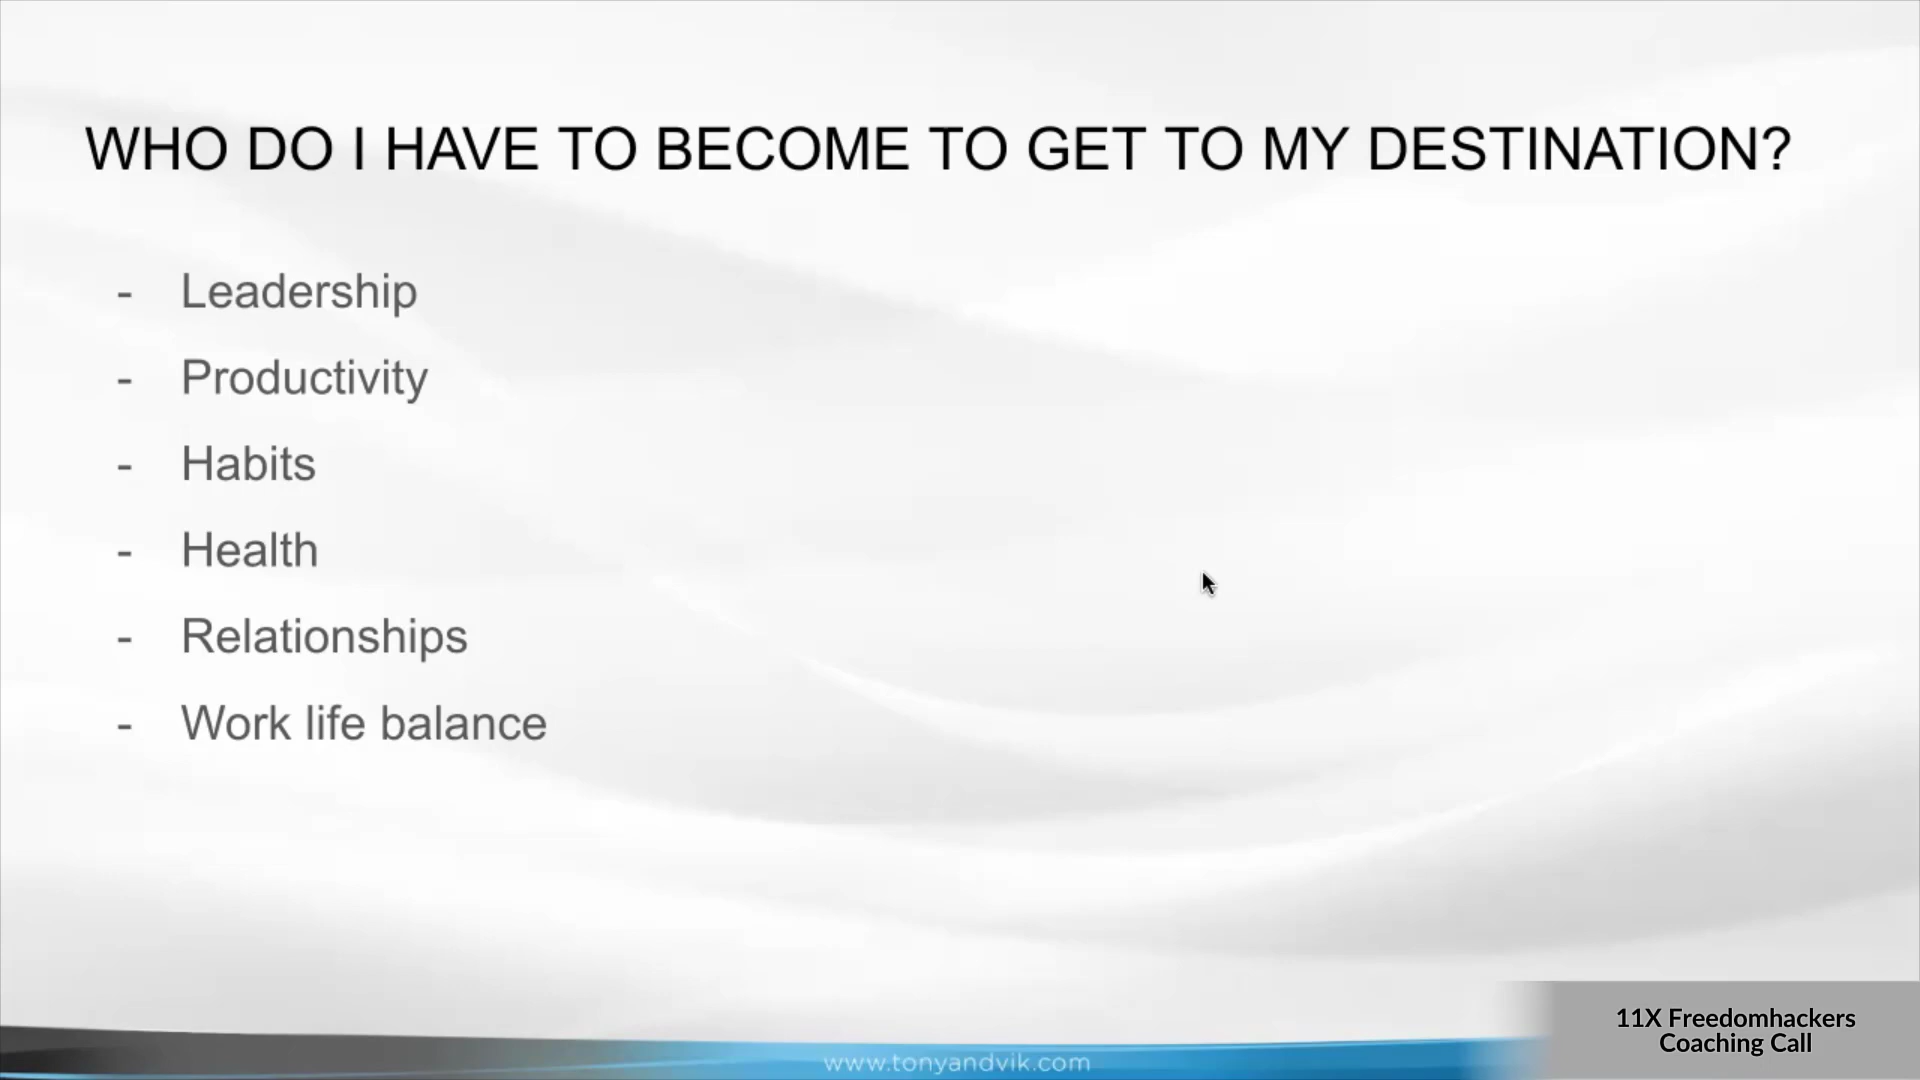 WHO DO I HAVE TO BECOME TO GET TO MY DESTINATION?
- Leadership
- Productivity
- Habits
- Health
- Relationships
- Work life balance
www.tonyandvik.com
11X Freedomhackers
Coaching Call